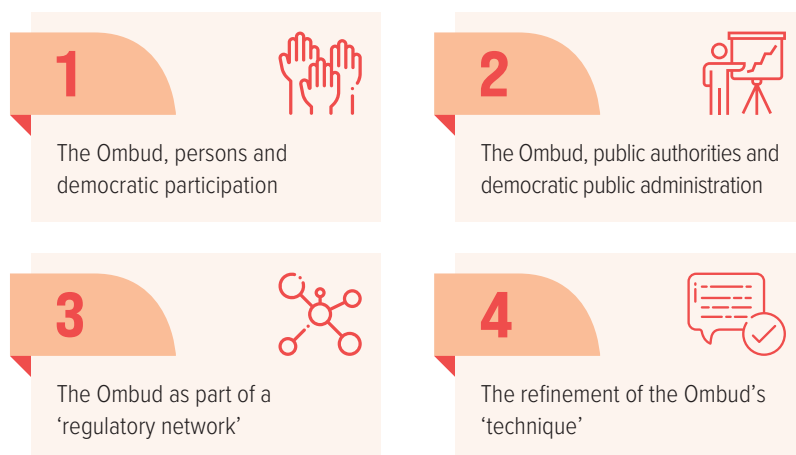 1
The Ombud, persons and
democratic participation
2
The Ombud, public authorities and
democratic public administration
3
The Ombud as part of a
‘regulatory network’
4
The refinement of the Ombud’s
‘technique’